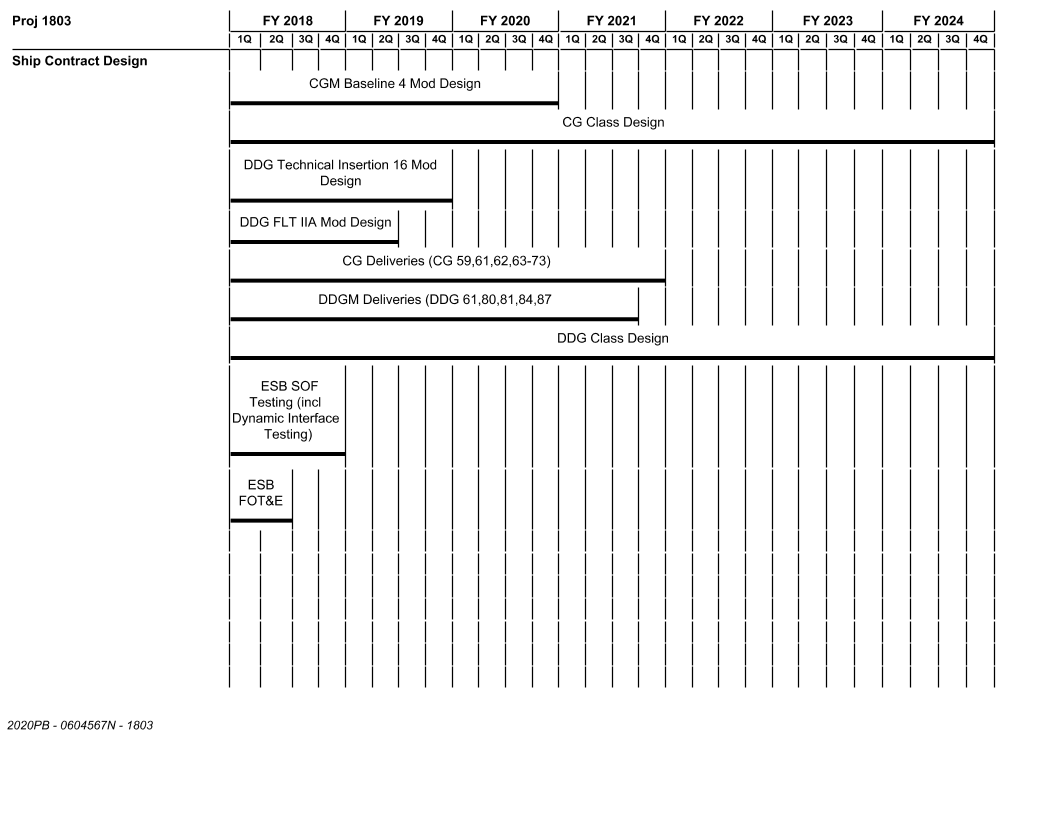 Proj 1803
FY 2018 FY 2019 FY 2020 FY 2021 FY 2022 FY 2023 FY 2024
1Q 2Q 3Q 4Q 1Q 2Q 3Q 4Q 1Q 2Q 3Q 4Q 1Q 2Q 3Q 4Q 1Q 2Q 3Q 4Q 1Q 2Q 3Q 4Q 1Q 2Q 3Q 4Q
Ship Contract Design
CGM Baseline 4 Mod Design
CG Class Design
DDG Technical Insertion 16 Mod
Design
DDG FLT IIA Mod Design
CG Deliveries (CG 59,61,62,63-73)
DDGM Deliveries (DDG 61,80,81,84,87
DDG Class Design
ESB SOF
Testing (incl
Dynamic Interface
Testing)
ESB
FOT&E
2020PB - 0604567N - 1803